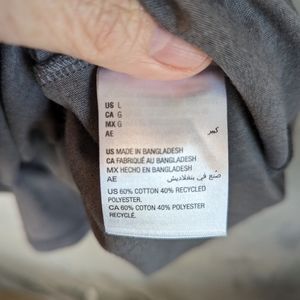 US L
CA G
MX G
AE كبير
US MADE IN BANGLADESH
CA FABRIQUÉ AU BANGLADESH
MX HECHO EN BANGLADESH
AE صنع في بنغلاديش
US 60% COTTON 40% RECYCLED
POLYESTER.
CA 60% COTON 40% POLYESTER
RECYCLÉ.